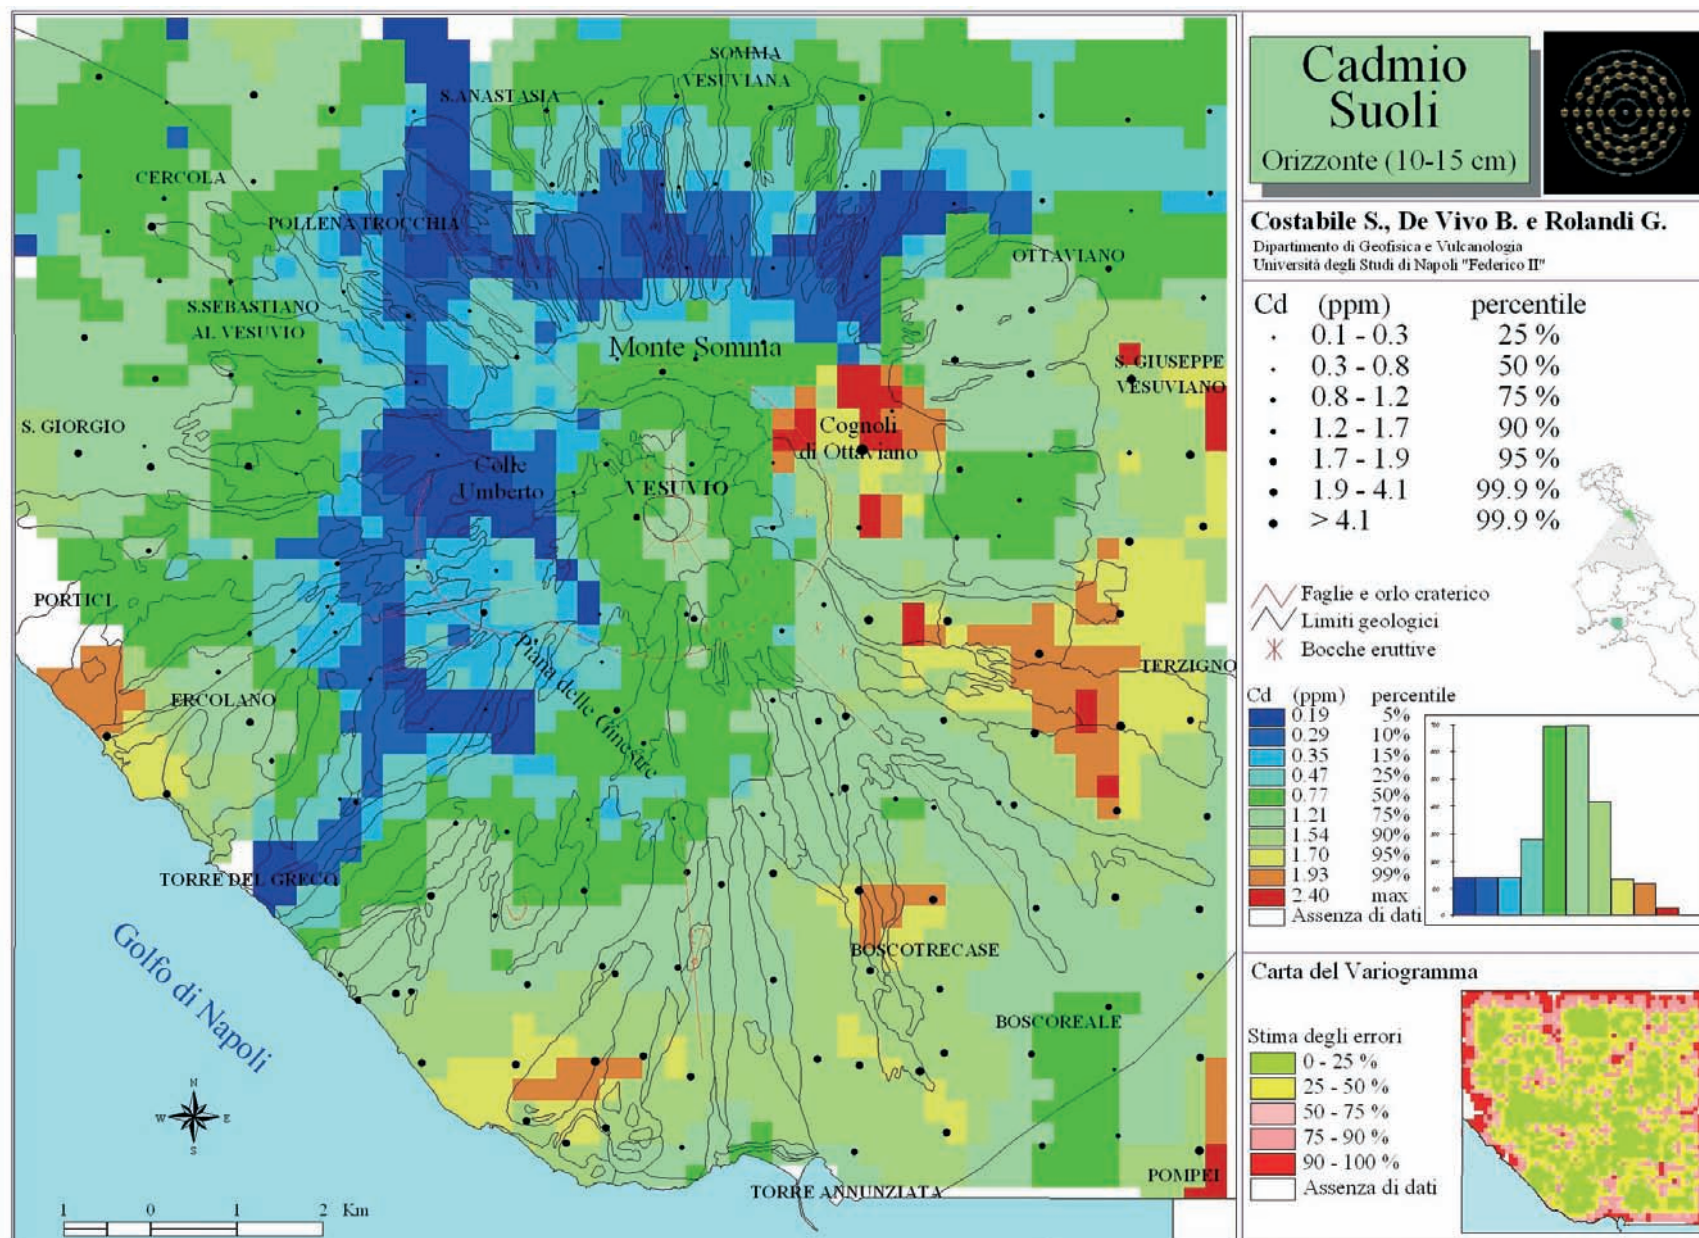 SOMMA
VESUVIANA
S.ANASTASIA
CERCOLA
POLLENA TROCCHIA
OTTAVIANO
S.SEBASTIANO
AL VESUVIO
Monte Somma
S. GIUSEPPE
VESUVIANO
S. GIORGIO
Cognoli
di Ottaviano
Colle
Umberto
VESUVIO
PORTICI
Piana delle Ginestre
TERZIGNO
ERCOLANO
TORRE DEL GRECO
Golfo di Napoli
BOSCOTRECASE
BOSCOREALE
POMPEI
TORRE ANNUNZIATA
N
W E
S
1 0 1 2 Km
Cadmio
Suoli
Orizzonte (10-15 cm)
Costabile S., De Vivo B. e Rolandi G.
Dipartimento di Geofisica e Vulcanologia
Università degli Studi di Napoli "Federico II"
Cd (ppm) percentile
0.1 - 0.3 25 %
0.3 - 0.8 50 %
0.8 - 1.2 75 %
1.2 - 1.7 90 %
1.7 - 1.9 95 %
1.9 - 4.1 99.9 %
> 4.1 99.9 %
Faglie e orlo craterico
Limiti geologici
Bocche eruttive
Cd (ppm) percentile
0.19 5%
0.29 10%
0.35 15%
0.47 25%
0.77 50%
1.21 75%
1.54 90%
1.70 95%
1.93 99%
2.40 max
Assenza di dati
Carta del Variogramma
Stima degli errori
0 - 25 %
25 - 50 %
50 - 75 %
75 - 90 %
90 - 100 %
Assenza di dati